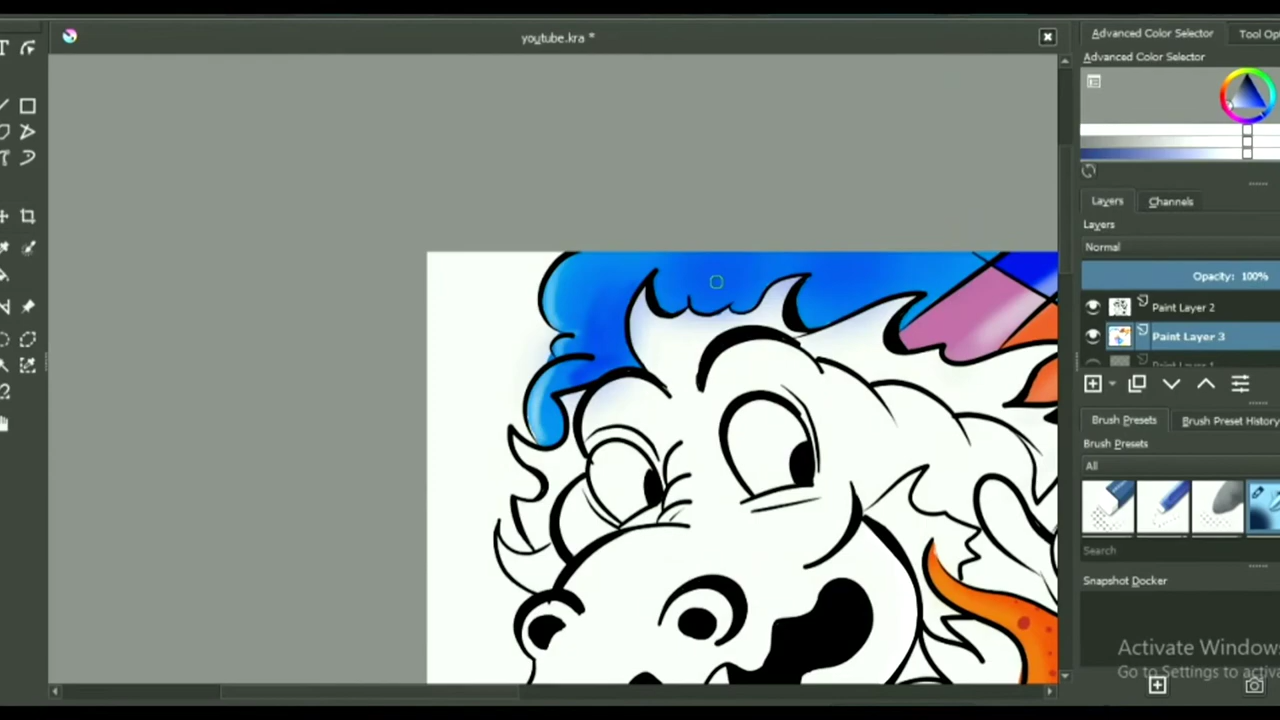 youtube.kra *
Advanced Color Selector
Tool Op
Advanced Color Selector
Layers
Channels
Layers
Normal
Opacity: 100%
Paint Layer 2
Paint Layer 3
Brush Presets
Brush Preset History
Brush Presets
All
Search
Snapshot Docker
Activate Windows
Go to Settings to activa